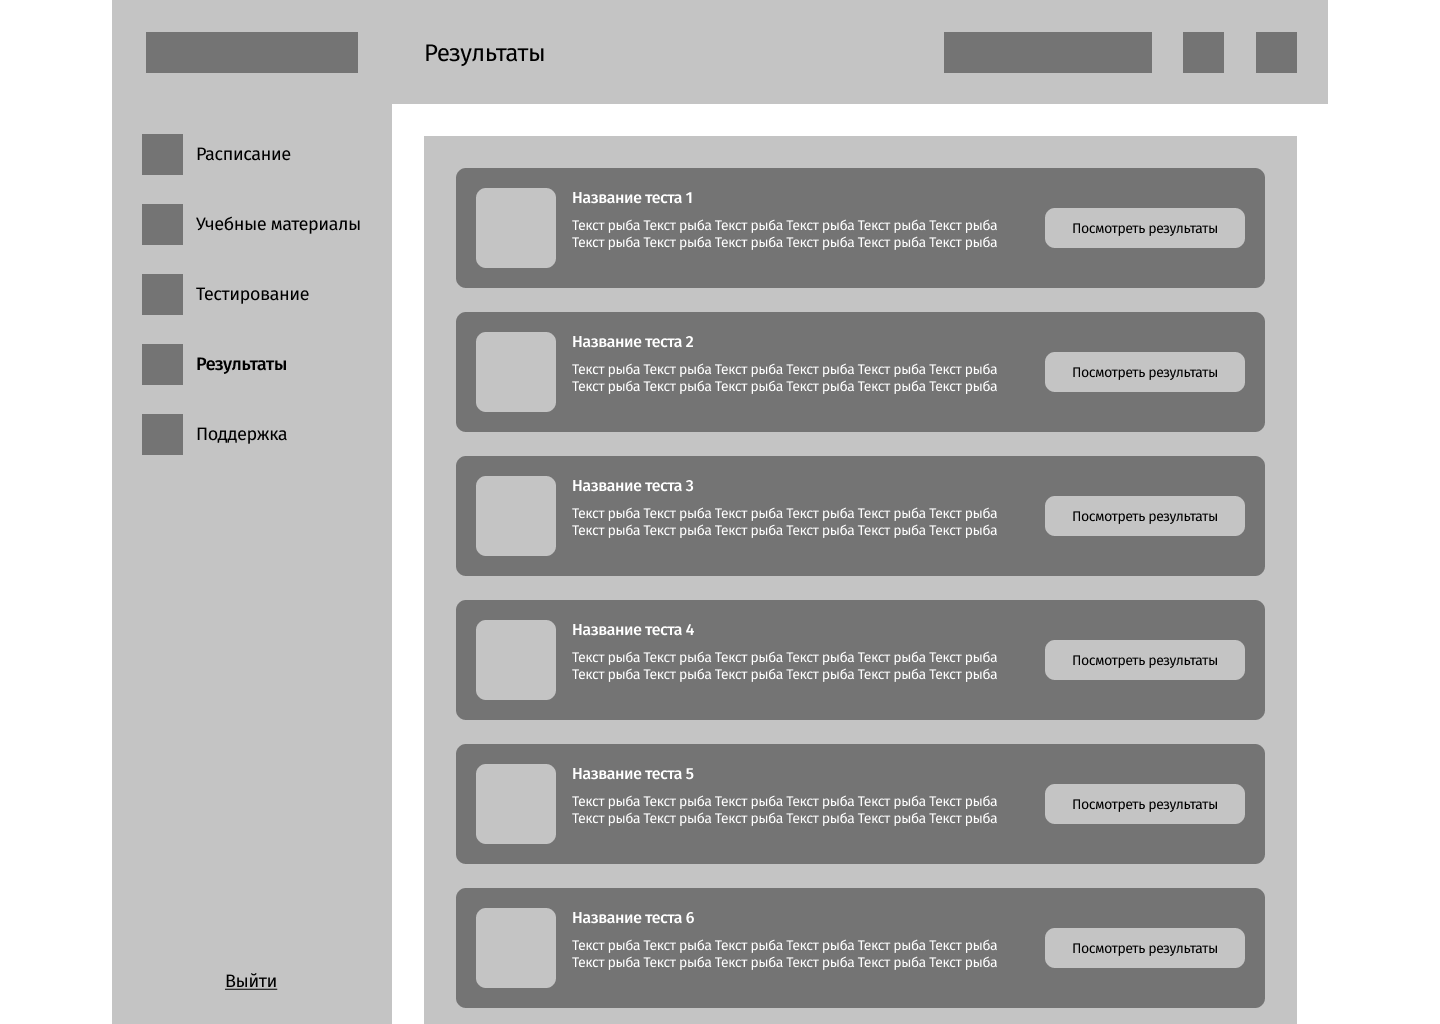 Результаты
Расписание
Учебные материалы
Тестирование
Результаты
Поддержка
Выйти
Название теста 1
Текст рыба Текст рыба Текст рыба Текст рыба Текст рыба Текст рыба
Текст рыба Текст рыба Текст рыба Текст рыба Текст рыба Текст рыба
Посмотреть результаты
Название теста 2
Текст рыба Текст рыба Текст рыба Текст рыба Текст рыба Текст рыба
Текст рыба Текст рыба Текст рыба Текст рыба Текст рыба Текст рыба
Посмотреть результаты
Название теста 3
Текст рыба Текст рыба Текст рыба Текст рыба Текст рыба Текст рыба
Текст рыба Текст рыба Текст рыба Текст рыба Текст рыба Текст рыба
Посмотреть результаты
Название теста 4
Текст рыба Текст рыба Текст рыба Текст рыба Текст рыба Текст рыба
Текст рыба Текст рыба Текст рыба Текст рыба Текст рыба Текст рыба
Посмотреть результаты
Название теста 5
Текст рыба Текст рыба Текст рыба Текст рыба Текст рыба Текст рыба
Текст рыба Текст рыба Текст рыба Текст рыба Текст рыба Текст рыба
Посмотреть результаты
Название теста 6
Текст рыба Текст рыба Текст рыба Текст рыба Текст рыба Текст рыба
Текст рыба Текст рыба Текст рыба Текст рыба Текст рыба Текст рыба
Посмотреть результаты